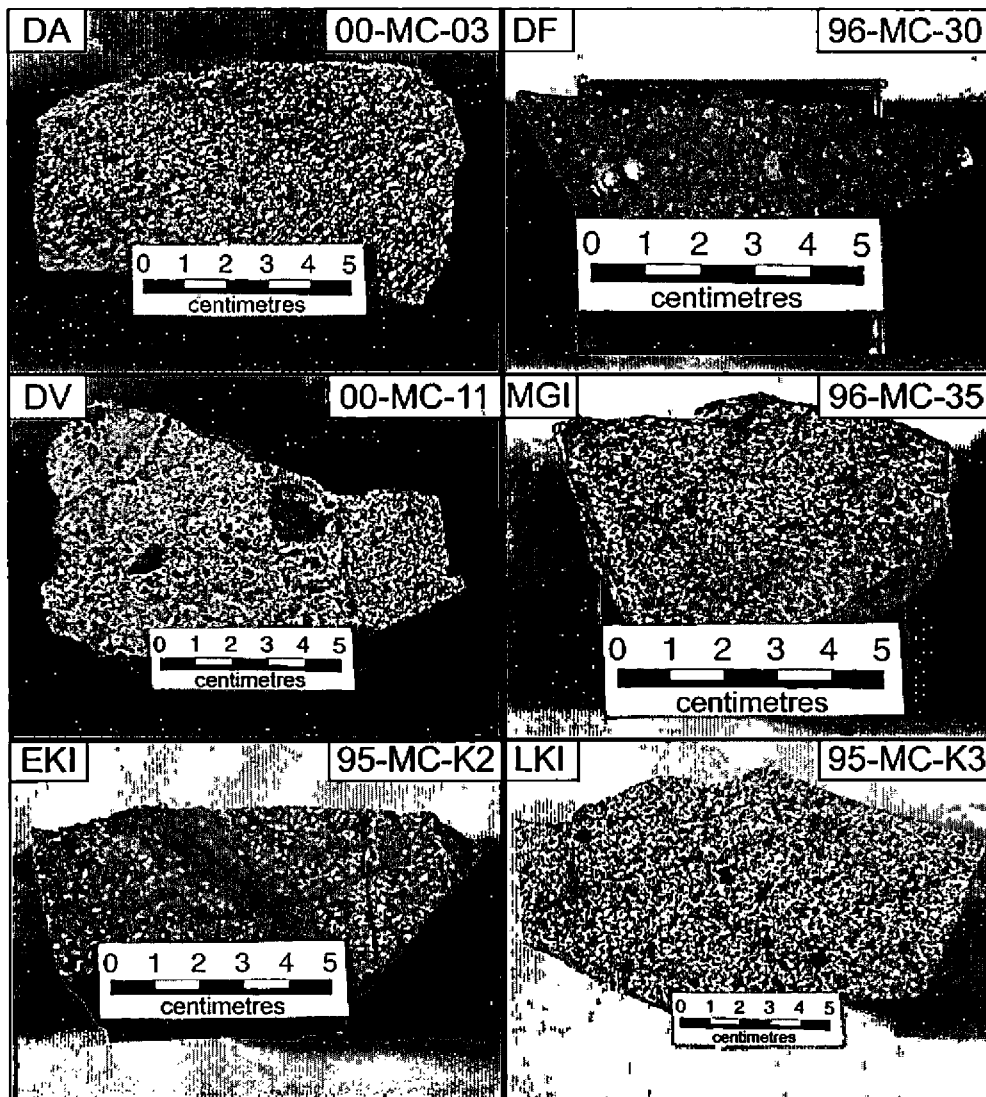 DA 00-MC-03
0 1 2 3 4 5
centimetres
DF 96-MC-30
0 1 2 3 4 5
centimetres
DV 00-MC-11
0 1 2 3 4 5
centimetres
MGI 96-MC-35
0 1 2 3 4 5
centimetres
EKI 95-MC-K2
0 1 2 3 4 5
centimetres
LKI 95-MC-K3
0 1 2 3 4 5
centimetres